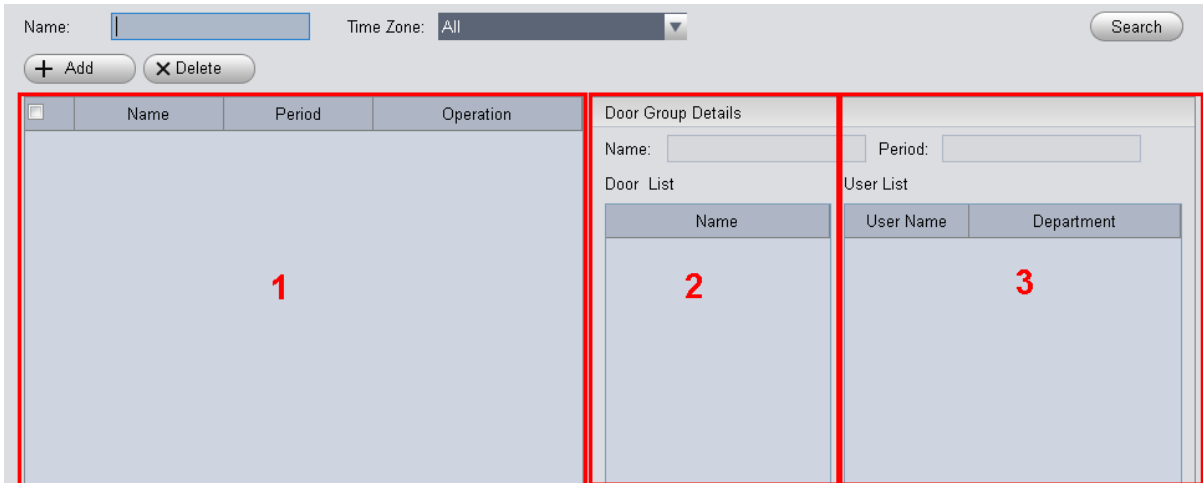 Name: Time Zone: All Search
+ Add × Delete
Name Period Operation Door Group Details
Name: Period:
Door List User List
Name User Name Department
1 2 3